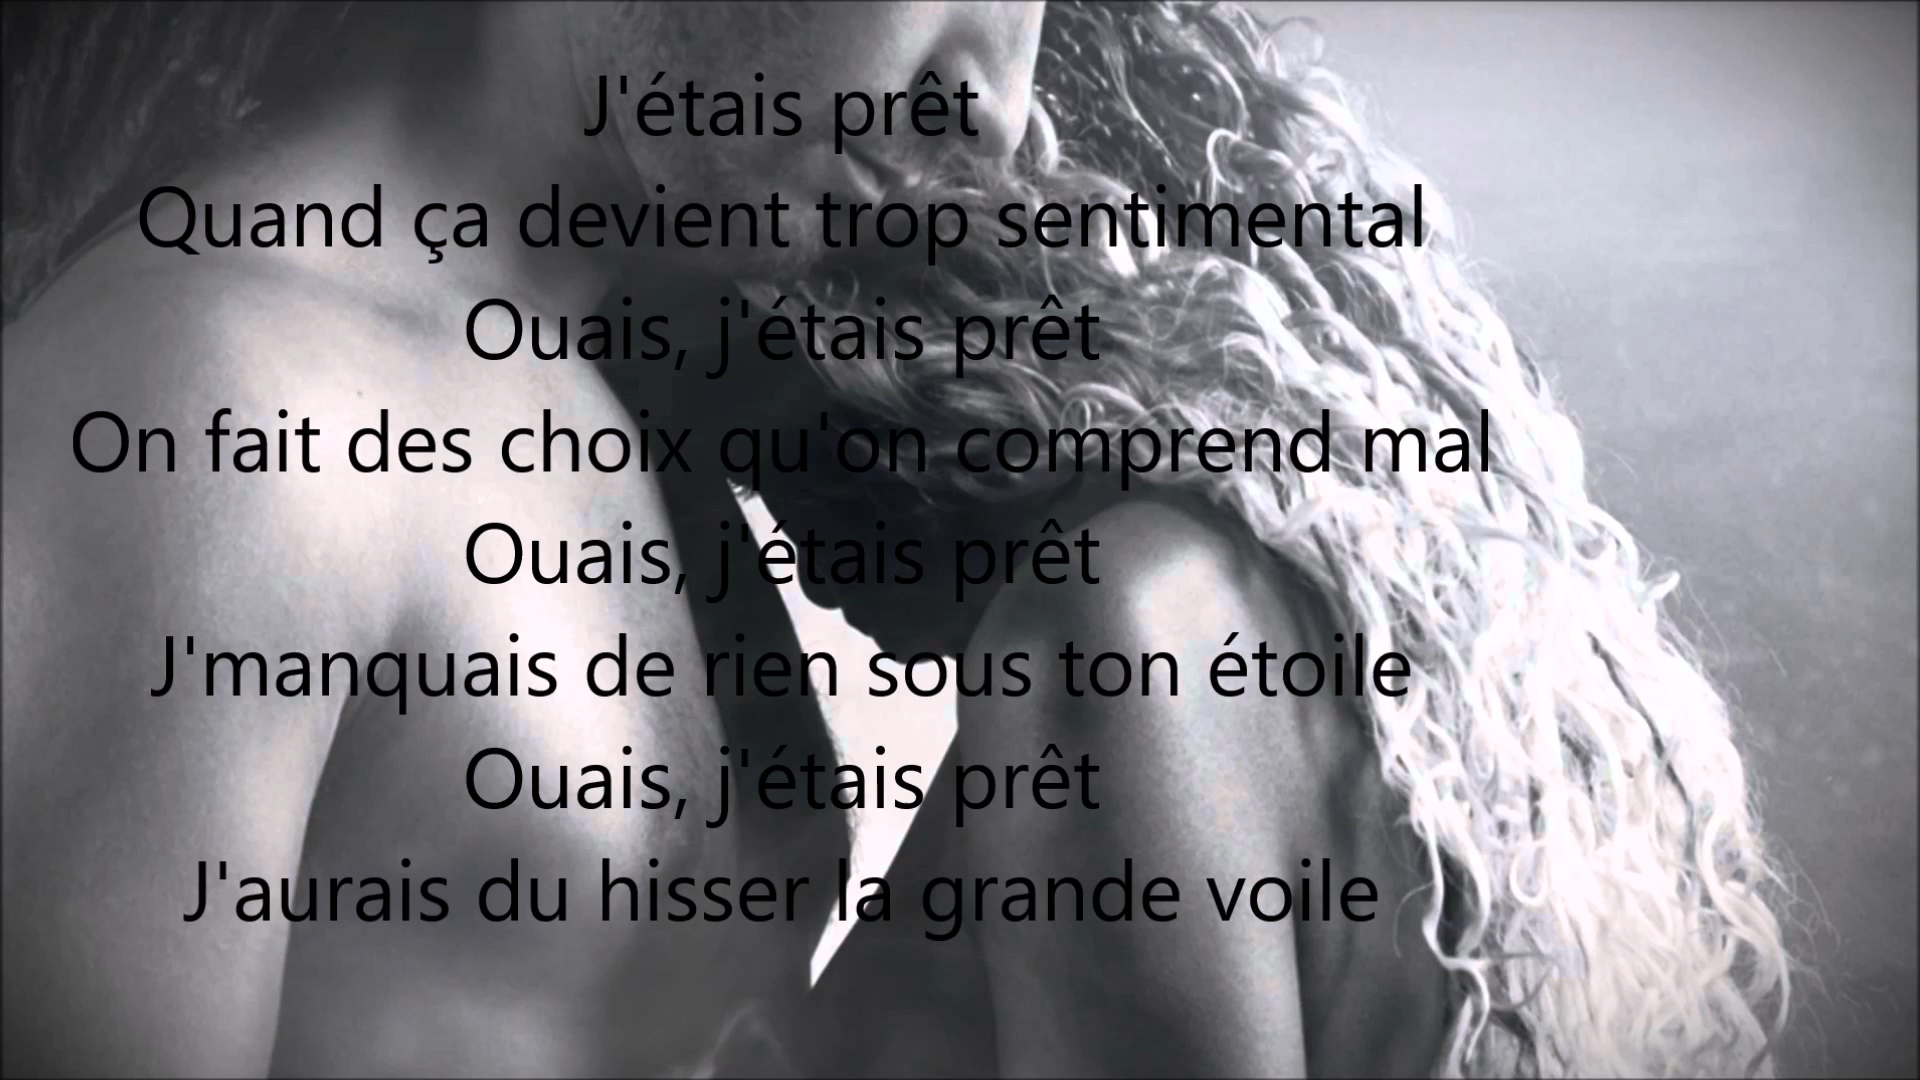 J'étais prêt
Quand ça devient trop sentimental
Ouais, j'étais prêt
On fait des choix qu'on comprend mal
Ouais, j'étais prêt
J'manquais de rien sous ton étoile
Ouais, j'étais prêt
J'aurais du hisser la grande voile